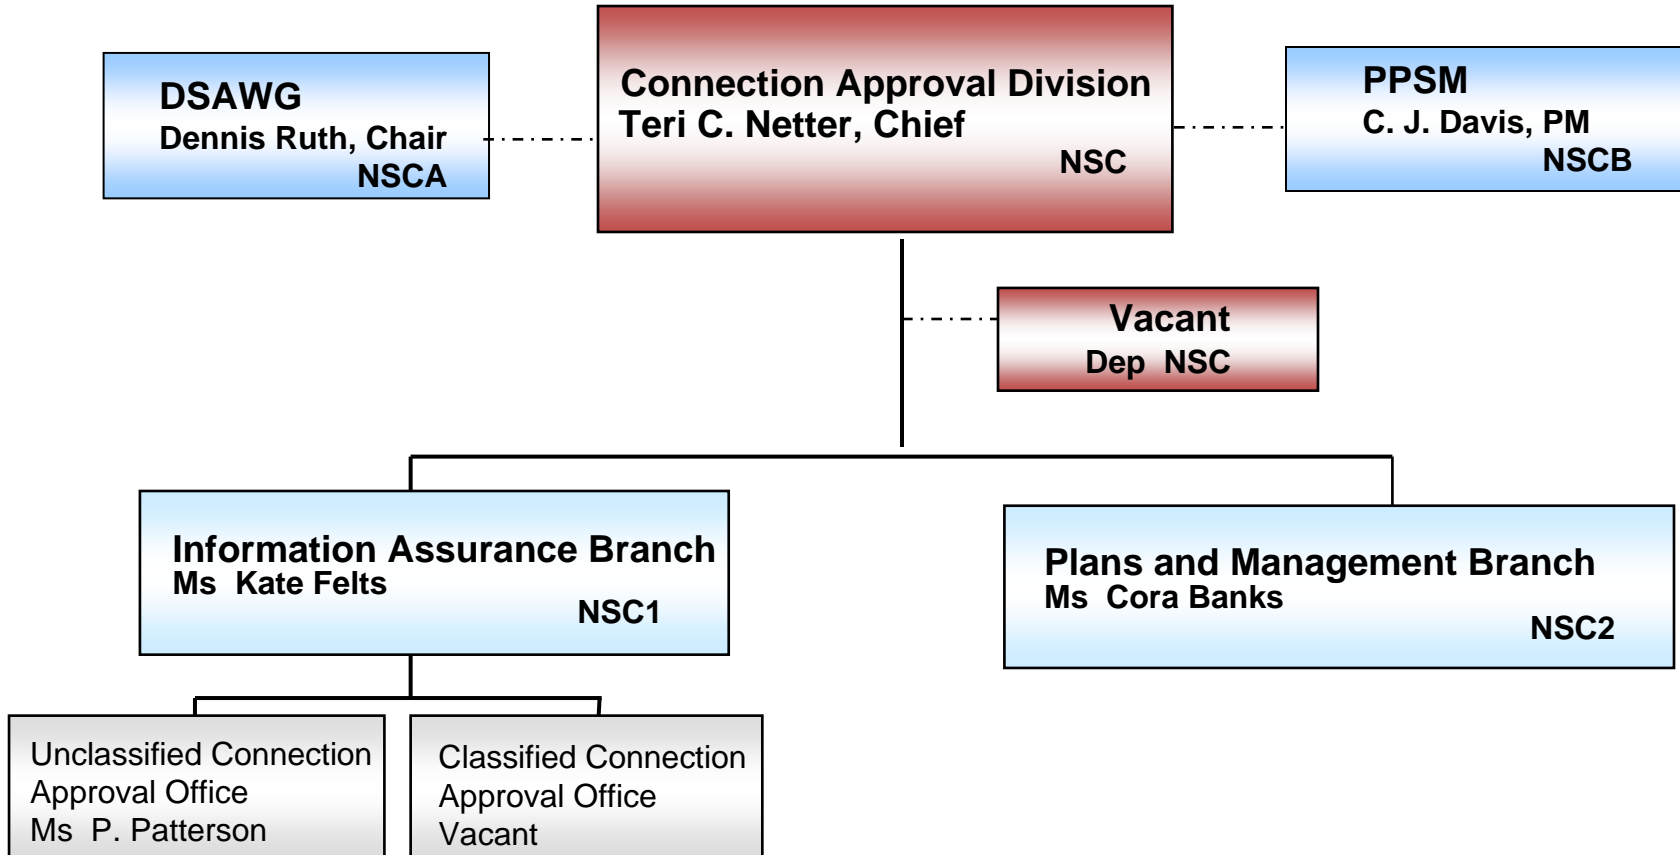 DSAWG
Dennis Ruth, Chair
NSCA
Connection Approval Division
Teri C. Netter, Chief
NSC
PPSM
C. J. Davis, PM
NSCB
Vacant
Dep NSC
Information Assurance Branch
Ms Kate Felts
NSC1
Plans and Management Branch
Ms Cora Banks
NSC2
Unclassified Connection
Approval Office
Ms P. Patterson
Classified Connection
Approval Office
Vacant